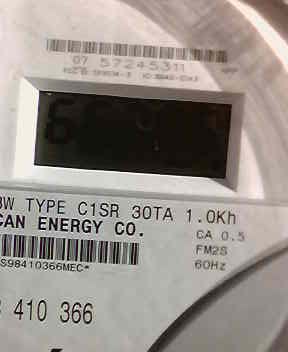 07 57245311
3W TYPE C1SR 30TA 1.0Kh
CAN ENERGY CO.
CA 0.5
FM2S
60Hz
S98410366MEC*
410 366